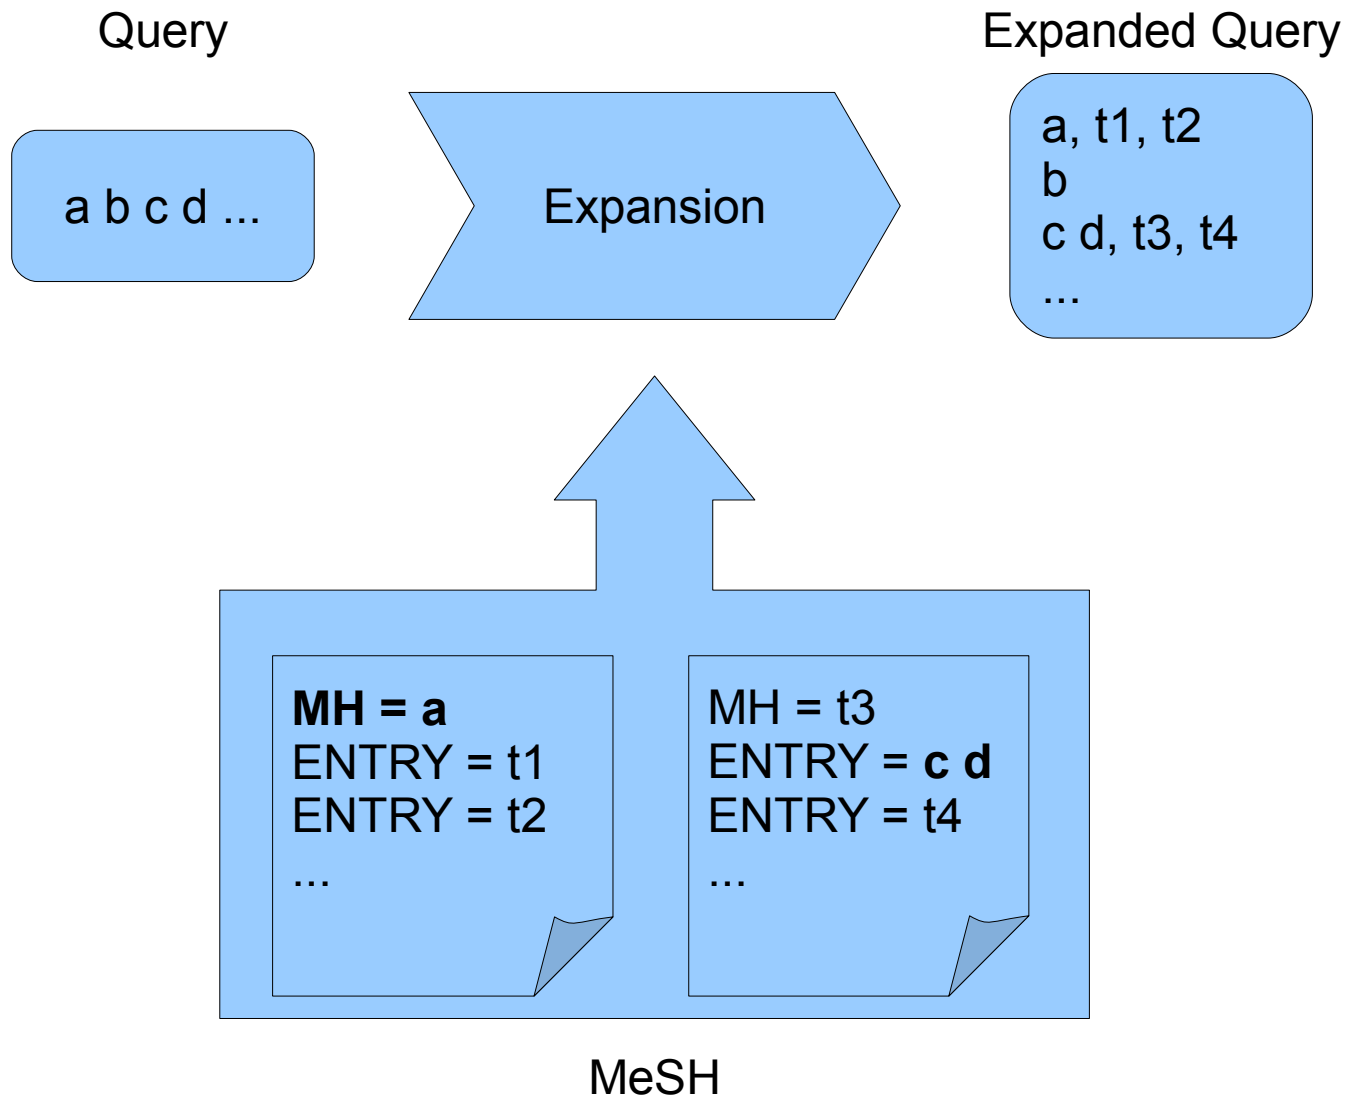 Query
Expanded Query
a b c d ...
Expansion
a, t1, t2
b
c d, t3, t4
...
MH = a
ENTRY = t1
ENTRY = t2
...
MH = t3
ENTRY = c d
ENTRY = t4
...
MeSH